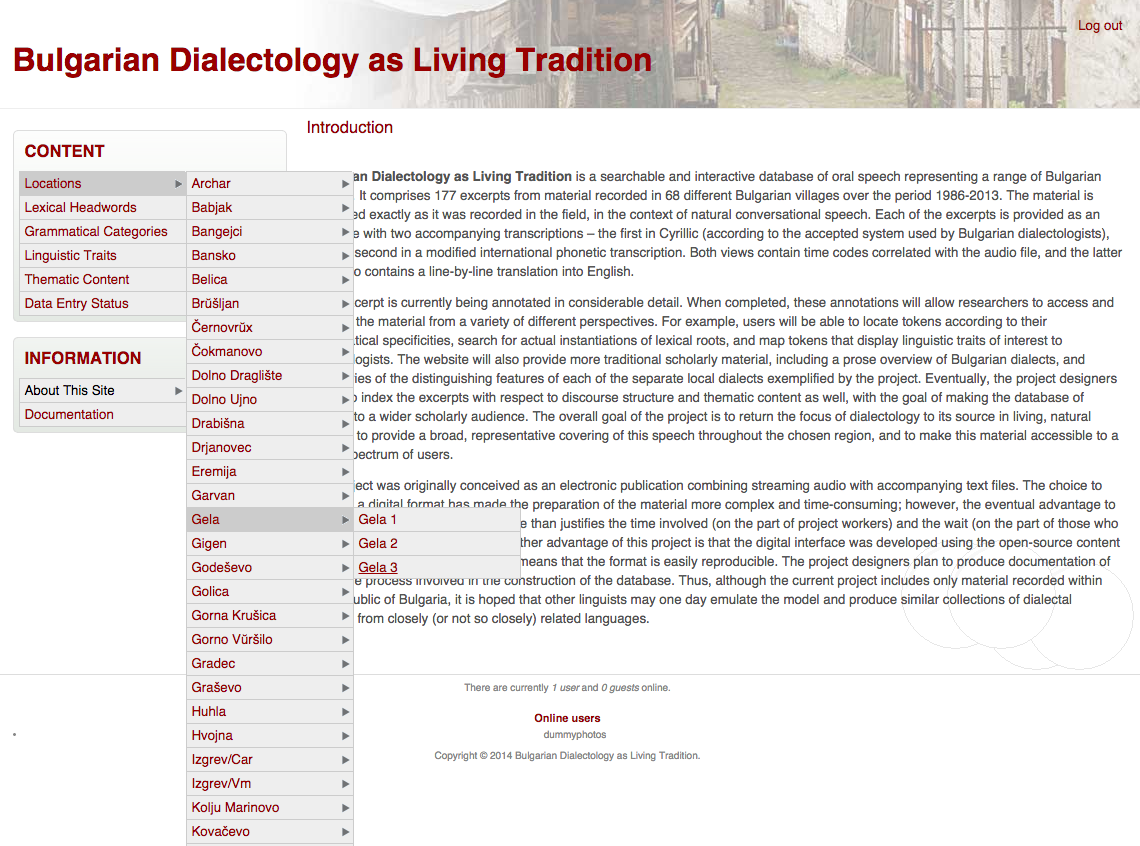 Log out
Bulgarian Dialectology as Living Tradition
CONTENT
Locations
Lexical Headwords
Grammatical Categories
Linguistic Traits
Thematic Content
Data Entry Status
INFORMATION
About This Site
Documentation
Archar
Babjak
Bangejci
Bansko
Belica
Brŭšljan
Černovrŭx
Čokmanovo
Dolno Draglište
Dolno Ujno
Drabišna
Drjanovec
Eremija
Garvan
Gela
Gigen
Godeševo
Golica
Gorna Krušica
Gorno Vŭršilo
Gradec
Graševo
Huhla
Hvojna
Izgrev/Car
Izgrev/Vm
Kolju Marinovo
Kovačevo
Gela 1
Gela 2
Gela 3
Introduction
an Dialectology as Living Tradition is a searchable and interactive database of oral speech representing a range of Bulgarian
It comprises 177 excerpts from material recorded in 68 different Bulgarian villages over the period 1986-2013. The material is
ed exactly as it was recorded in the field, in the context of natural conversational speech. Each of the excerpts is provided as an
e with two accompanying transcriptions – the first in Cyrillic (according to the accepted system used by Bulgarian dialectologists),
second in a modified international phonetic transcription. Both views contain time codes correlated with the audio file, and the latter
o contains a line-by-line translation into English.
cerpt is currently being annotated in considerable detail. When completed, these annotations will allow researchers to access and
the material from a variety of different perspectives. For example, users will be able to locate tokens according to their
tical specificities, search for actual instantiations of lexical roots, and map tokens that display linguistic traits of interest to
logists. The website will also provide more traditional scholarly material, including a prose overview of Bulgarian dialects, and
ies of the distinguishing features of each of the separate local dialects exemplified by the project. Eventually, the project designers
o index the excerpts with respect to discourse structure and thematic content as well, with the goal of making the database of
to a wider scholarly audience. The overall goal of the project is to return the focus of dialectology to its source in living, natural
to provide a broad, representative covering of this speech throughout the chosen region, and to make this material accessible to a
pectrum of users.
ject was originally conceived as an electronic publication combining streaming audio with accompanying text files. The choice to
a digital format has made the preparation of the material more complex and time-consuming; however, the eventual advantage to
e than justifies the time involved (on the part of project workers) and the wait (on the part of those who
ther advantage of this project is that the digital interface was developed using the open-source content
means that the format is easily reproducible. The project designers plan to produce documentation of
e process involved in the construction of the database. Thus, although the current project includes only material recorded within
ublic of Bulgaria, it is hoped that other linguists may one day emulate the model and produce similar collections of dialectal
from closely (or not so closely) related languages.
There are currently 1 user and 0 guests online.
Online users
dummyphotos
Copyright © 2014 Bulgarian Dialectology as Living Tradition.